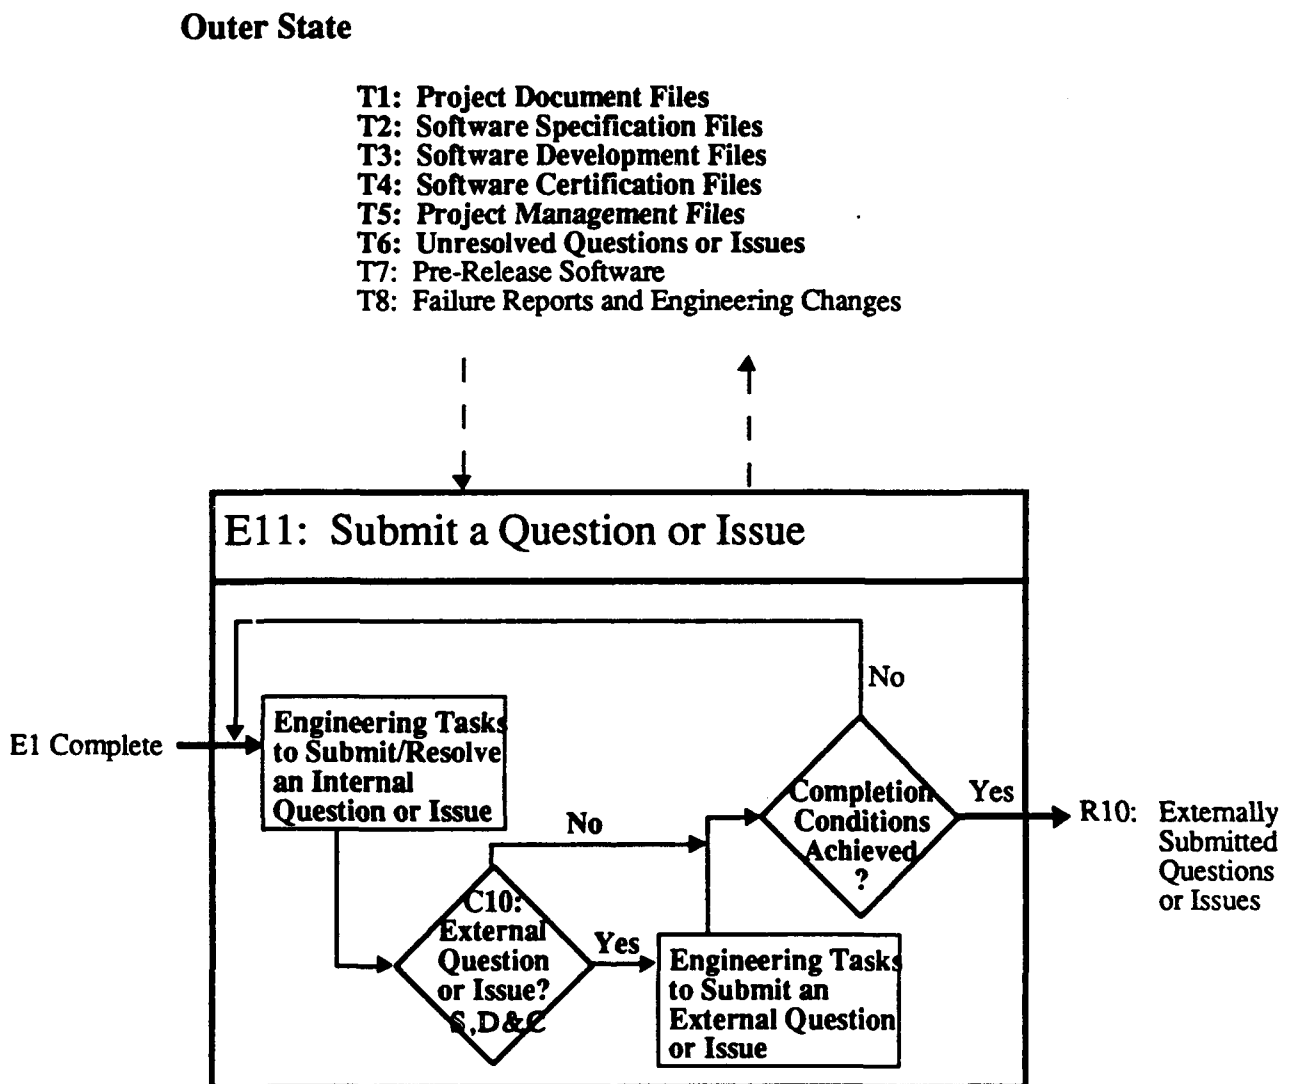 Outer State
T1: Project Document Files
T2: Software Specification Files
T3: Software Development Files
T4: Software Certification Files
T5: Project Management Files
T6: Unresolved Questions or Issues
T7: Pre-Release Software
T8: Failure Reports and Engineering Changes
E11: Submit a Question or Issue
No
E1 Complete
Engineering Tasks
to Submit/Resolve
an Internal
Question or Issue
No
Completion
Conditions
Achieved
?
Yes
R10: Externally
Submitted
Questions
or Issues
C10:
External
Question
or Issue?
S,D&C
Yes
Engineering Tasks
to Submit an
External Question
or Issue